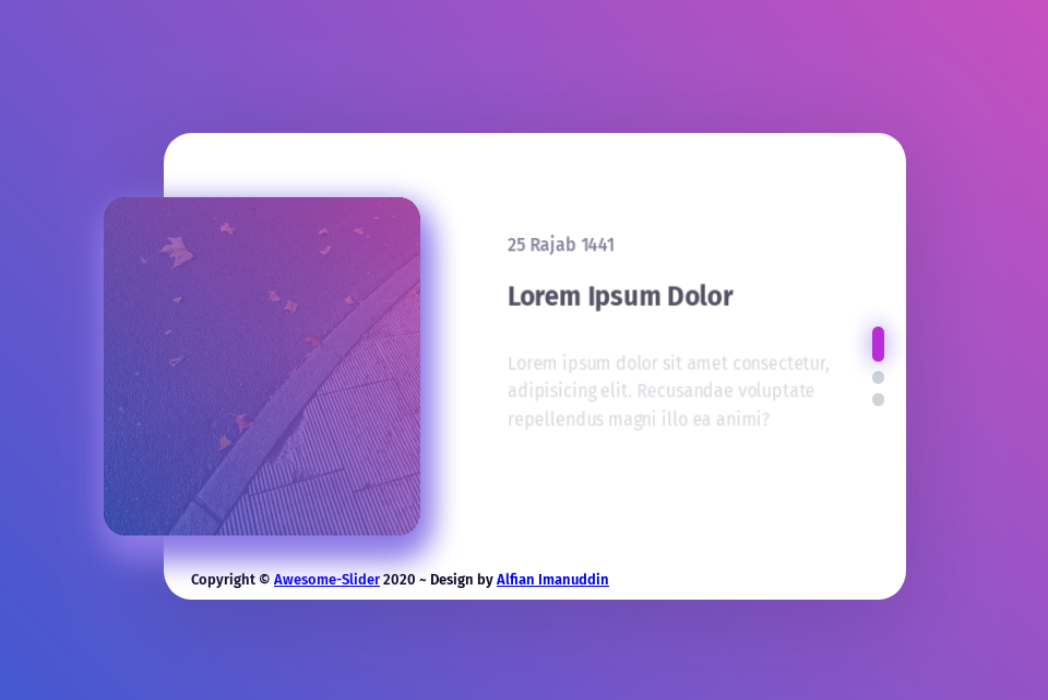 25 Rajab 1441
Lorem Ipsum Dolor
Lorem ipsum dolor sit amet consectetur,
adipisicing elit. Recusandae voluptate
repellendus magni illo ea animi?
Copyright © Awesome-Slider 2020 ~ Design by Alfian Imanuddin